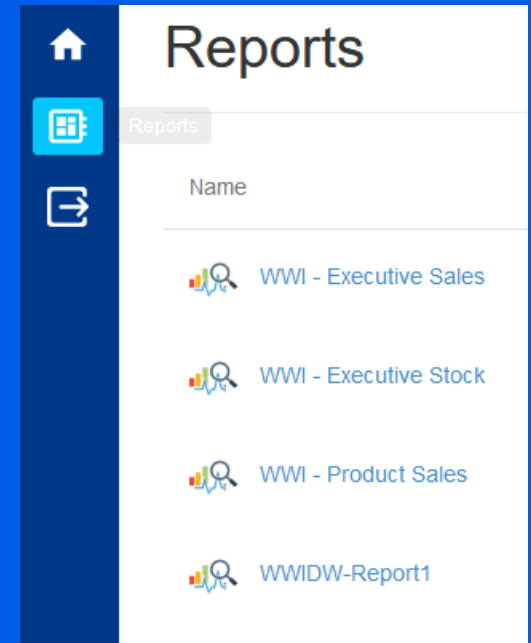 Reports
Reports
Name
WWI - Executive Sales
WWI - Executive Stock
WWI - Product Sales
WWIDW-Report1